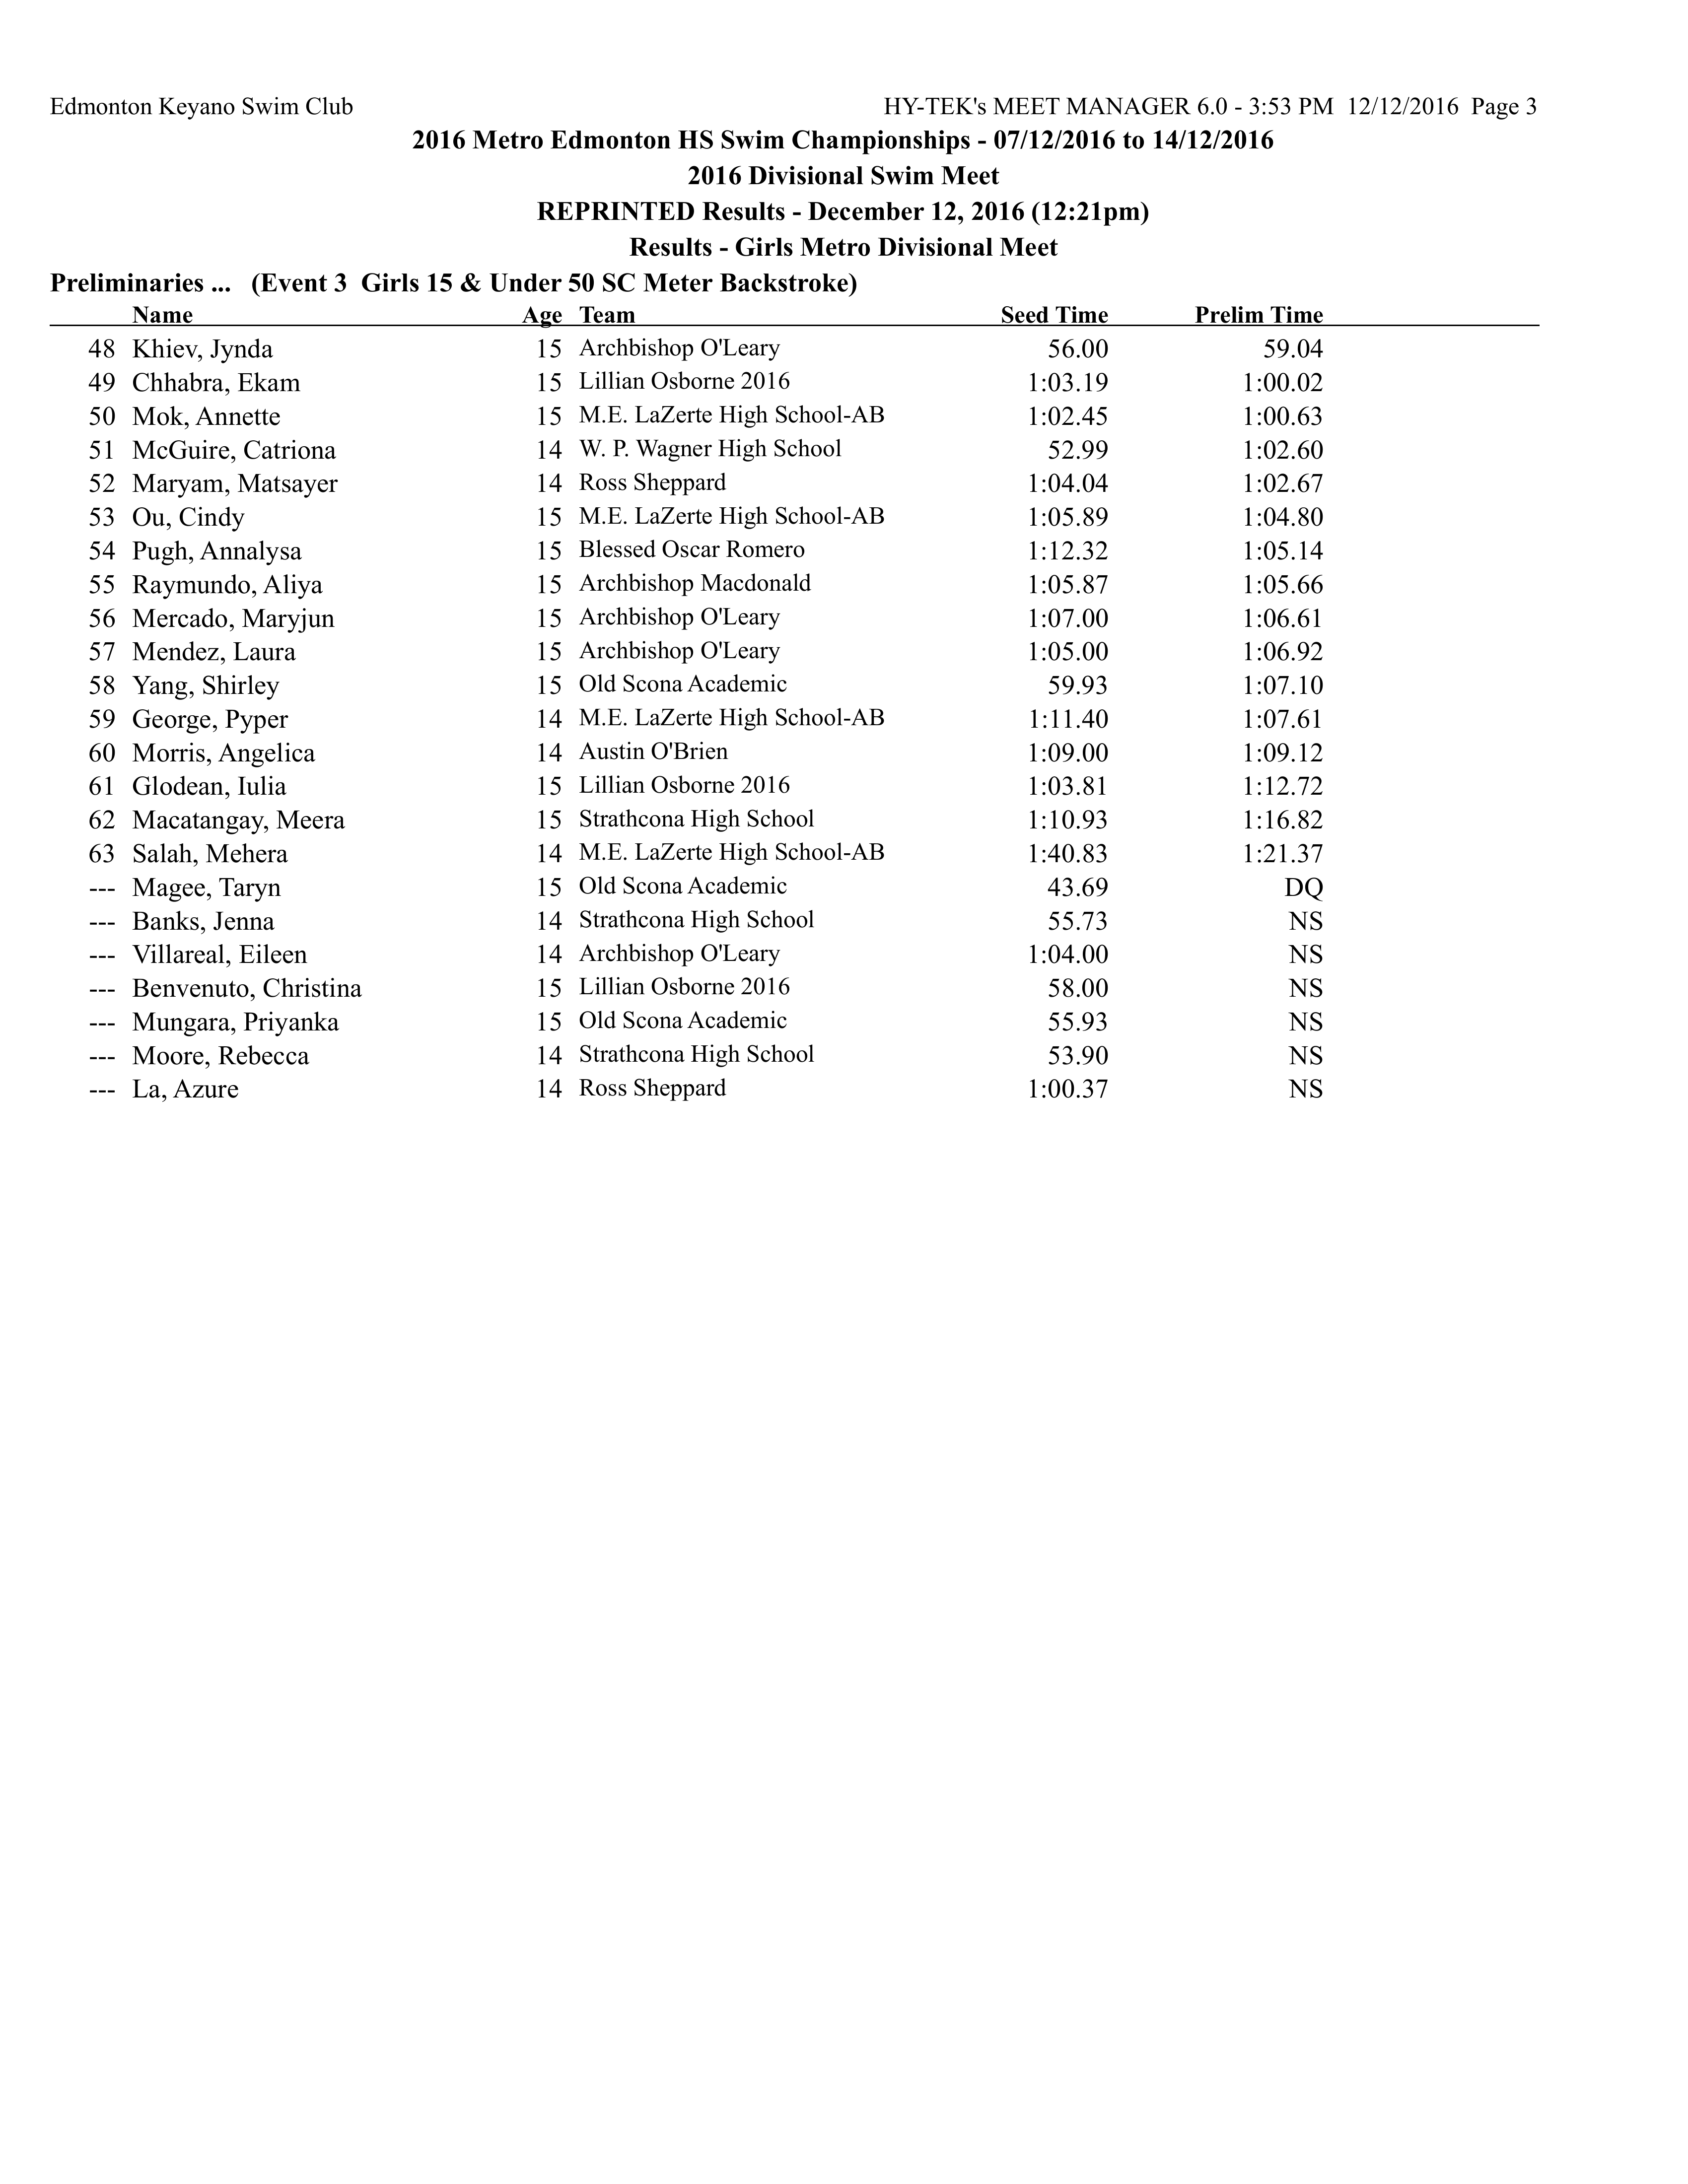 Edmonton Keyano Swim Club HY-TEK's MEET MANAGER 6.0 - 3:53 PM 12/12/2016 Page 3
2016 Metro Edmonton HS Swim Championships - 07/12/2016 to 14/12/2016
2016 Divisional Swim Meet
REPRINTED Results - December 12, 2016 (12:21pm)
Results - Girls Metro Divisional Meet
Preliminaries ... (Event 3 Girls 15 & Under 50 SC Meter Backstroke)
Name Age Team Seed Time Prelim Time
48 Khiev, Jynda 15 Archbishop O'Leary 56.00 59.04
49 Chhabra, Ekam 15 Lillian Osborne 2016 1:03.19 1:00.02
50 Mok, Annette 15 M.E. LaZerte High School-AB 1:02.45 1:00.63
51 McGuire, Catriona 14 W. P. Wagner High School 52.99 1:02.60
52 Maryam, Matsayer 14 Ross Sheppard 1:04.04 1:02.67
53 Ou, Cindy 15 M.E. LaZerte High School-AB 1:05.89 1:04.80
54 Pugh, Annalysa 15 Blessed Oscar Romero 1:12.32 1:05.14
55 Raymundo, Aliya 15 Archbishop Macdonald 1:05.87 1:05.66
56 Mercado, Maryjun 15 Archbishop O'Leary 1:07.00 1:06.61
57 Mendez, Laura 15 Archbishop O'Leary 1:05.00 1:06.92
58 Yang, Shirley 15 Old Scona Academic 59.93 1:07.10
59 George, Pyper 14 M.E. LaZerte High School-AB 1:11.40 1:07.61
60 Morris, Angelica 14 Austin O'Brien 1:09.00 1:09.12
61 Glodean, Iulia 15 Lillian Osborne 2016 1:03.81 1:12.72
62 Macatangay, Meera 15 Strathcona High School 1:10.93 1:16.82
63 Salah, Mehera 14 M.E. LaZerte High School-AB 1:40.83 1:21.37
--- Magee, Taryn 15 Old Scona Academic 43.69 DQ
--- Banks, Jenna 14 Strathcona High School 55.73 NS
--- Villareal, Eileen 14 Archbishop O'Leary 1:04.00 NS
--- Benvenuto, Christina 15 Lillian Osborne 2016 58.00 NS
--- Mungara, Priyanka 15 Old Scona Academic 55.93 NS
--- Moore, Rebecca 14 Strathcona High School 53.90 NS
--- La, Azure 14 Ross Sheppard 1:00.37 NS